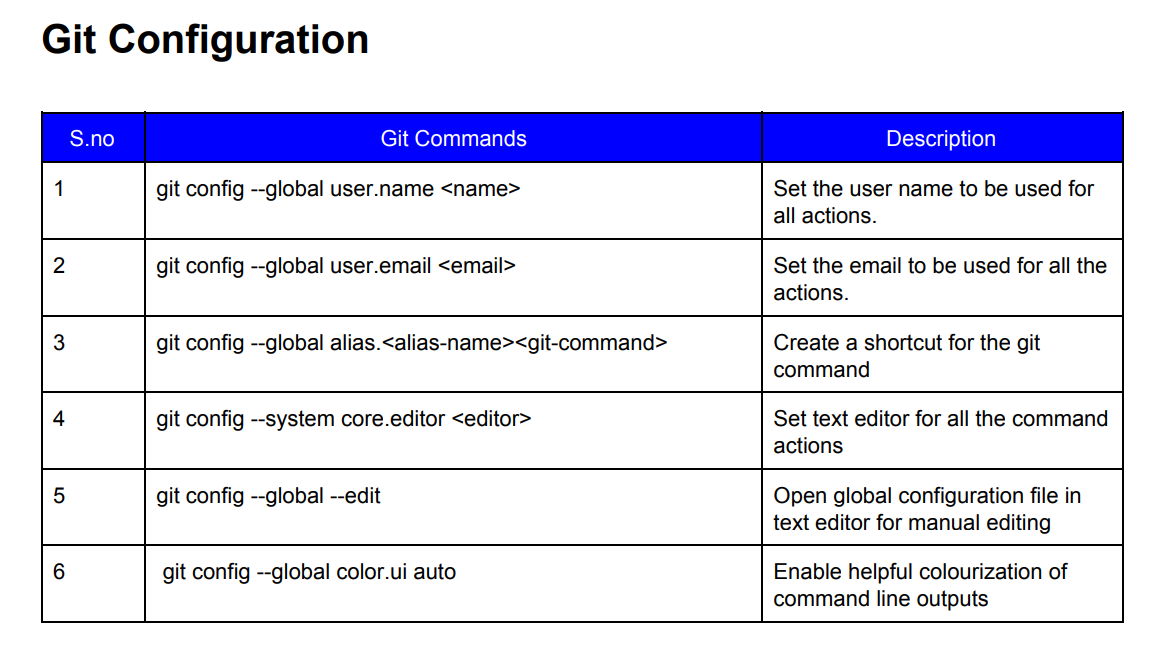 Git Configuration
S.no Git Commands Description
1 git config --global user.name <name> Set the user name to be used for
all actions.
2 git config --global user.email <email> Set the email to be used for all the
actions.
3 git config --global alias.<alias-name><git-command> Create a shortcut for the git
command
4 git config --system core.editor <editor> Set text editor for all the command
actions
5 git config --global --edit Open global configuration file in
text editor for manual editing
6 git config --global color.ui auto Enable helpful colourization of
command line outputs